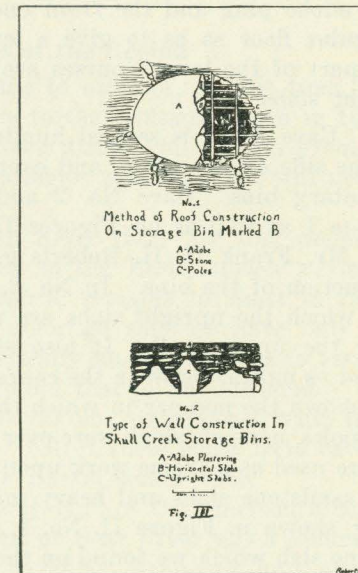 A
C
No. 1
Method of Roof Construction
On Storage Bin Marked B
A-Adobe
B-Stone
C-Poles
A
C
No. 2
Type of Wall Construction In
Skull Creek Storage Bins.
A-Adobe Plastering
B-Horizontal Slabs
C-Upright Slabs.
Fig. III
Robert